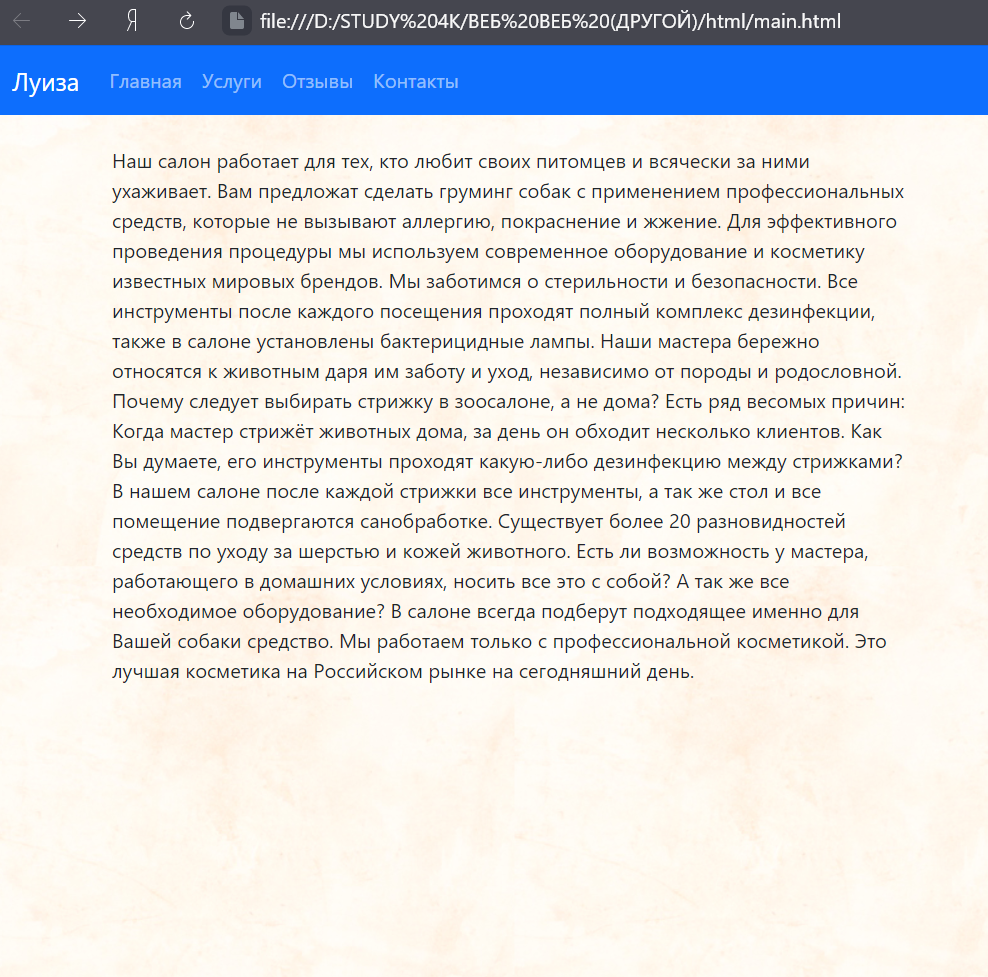 Я file:///D:/STUDY%204K/ВЕБ%20ВЕБ%20(ДРУГОЙ)/html/main.html
Луиза Главная Услуги Отзывы Контакты
Наш салон работает для тех, кто любит своих питомцев и всячески за ними
ухаживает. Вам предложат сделать груминг собак с применением профессиональных
средств, которые не вызывают аллергию, покраснение и жжение. Для эффективного
проведения процедуры мы используем современное оборудование и косметику
известных мировых брендов. Мы заботимся о стерильности и безопасности. Все
инструменты после каждого посещения проходят полный комплекс дезинфекции,
также в салоне установлены бактерицидные лампы. Наши мастера бережно
относятся к животным даря им заботу и уход, независимо от породы и родословной.
Почему следует выбирать стрижку в зоосалоне, а не дома? Есть ряд весомых причин:
Когда мастер стрижёт животных дома, за день он обходит несколько клиентов. Как
Вы думаете, его инструменты проходят какую-либо дезинфекцию между стрижками?
В нашем салоне после каждой стрижки все инструменты, а так же стол и все
помещение подвергаются санобработке. Существует более 20 разновидностей
средств по уходу за шерстью и кожей животного. Есть ли возможность у мастера,
работающего в домашних условиях, носить все это с собой? А так же все
необходимое оборудование? В салоне всегда подберут подходящее именно для
Вашей собаки средство. Мы работаем только с профессиональной косметикой. Это
лучшая косметика на Российском рынке на сегодняшний день.